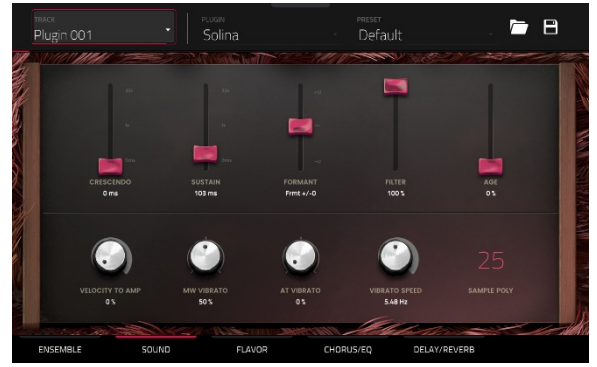 TRACK PLUGIN PRESET
Plugin 001 Solina Default
CRESCENDO SUSTAIN FORMANT FILTER AGE
0 ms 103 ms Frmt +/-0 100 % 0 %
25
VELOCITY TO AMP MW VIBRATO AT VIBRATO VIBRATO SPEED SAMPLE POLY
0 % 50 % 0 % 5.48 Hz
ENSEMBLE SOUND FLAVOR CHORUS/EQ DELAY/REVERB